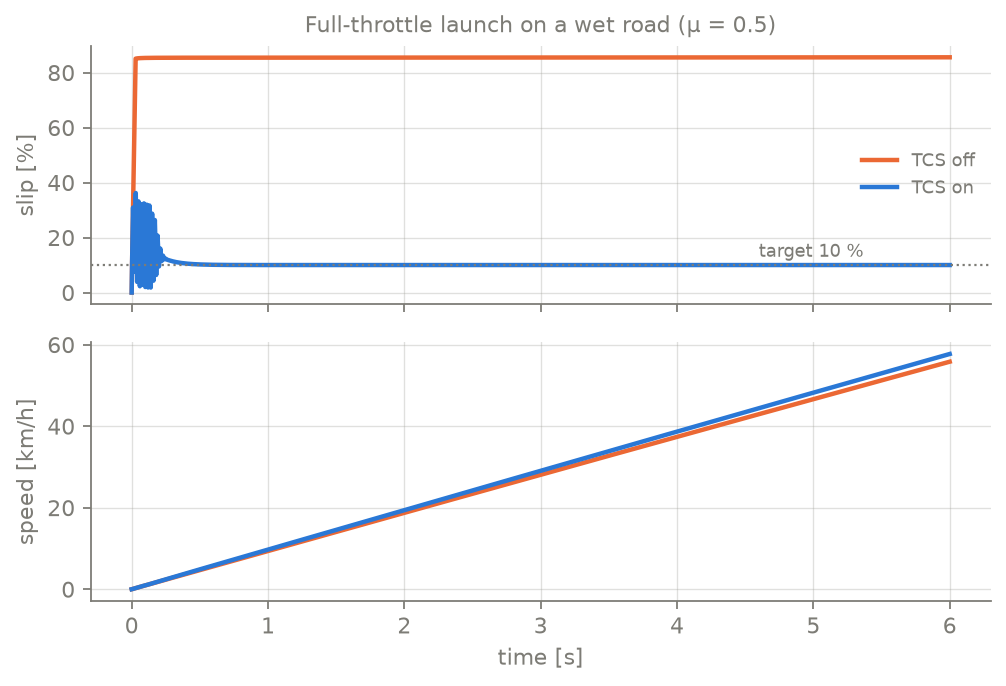 Full-throttle launch on a wet road (μ = 0.5)
slip [%]
80
60
40
20
0
TCS off
TCS on
target 10 %
speed [km/h]
60
40
20
0
0 1 2 3 4 5 6
time [s]